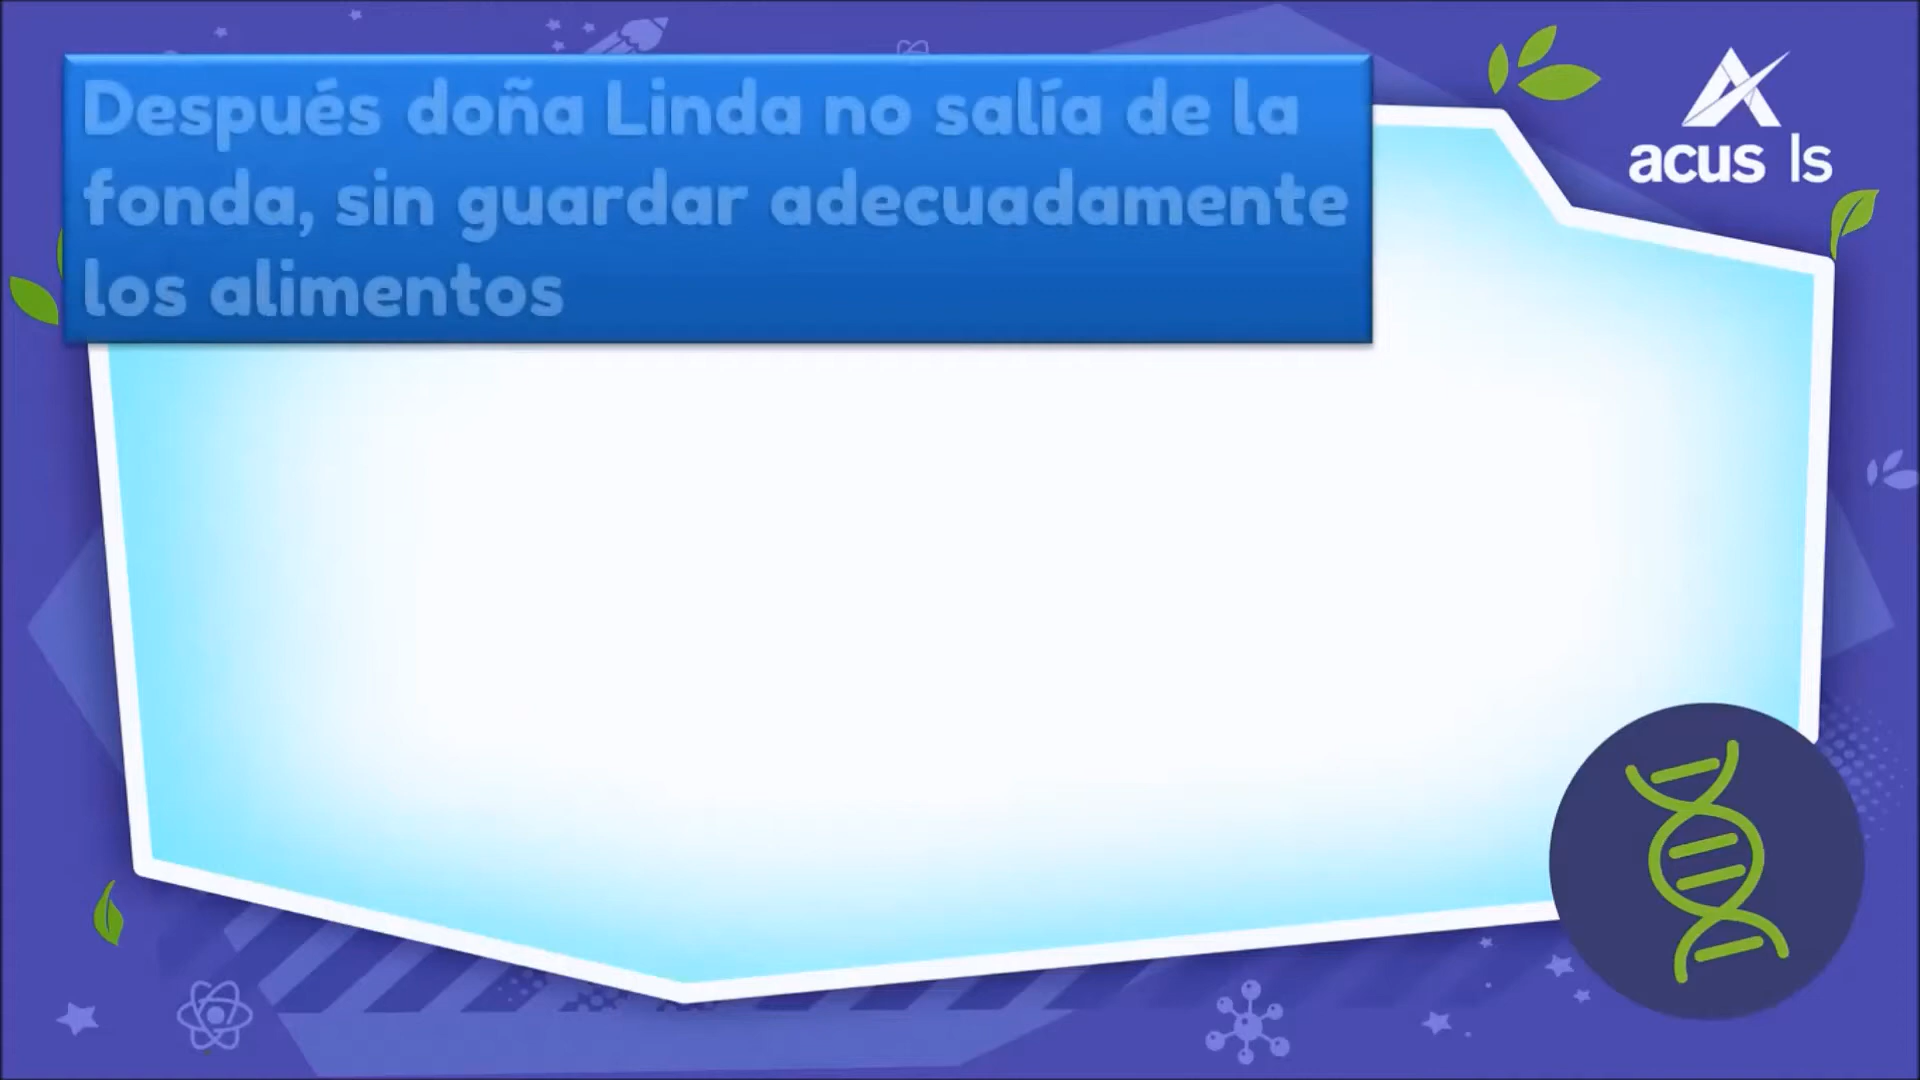 Después doña Linda no salía de la
fonda, sin guardar adecuadamente
los alimentos
acus ls